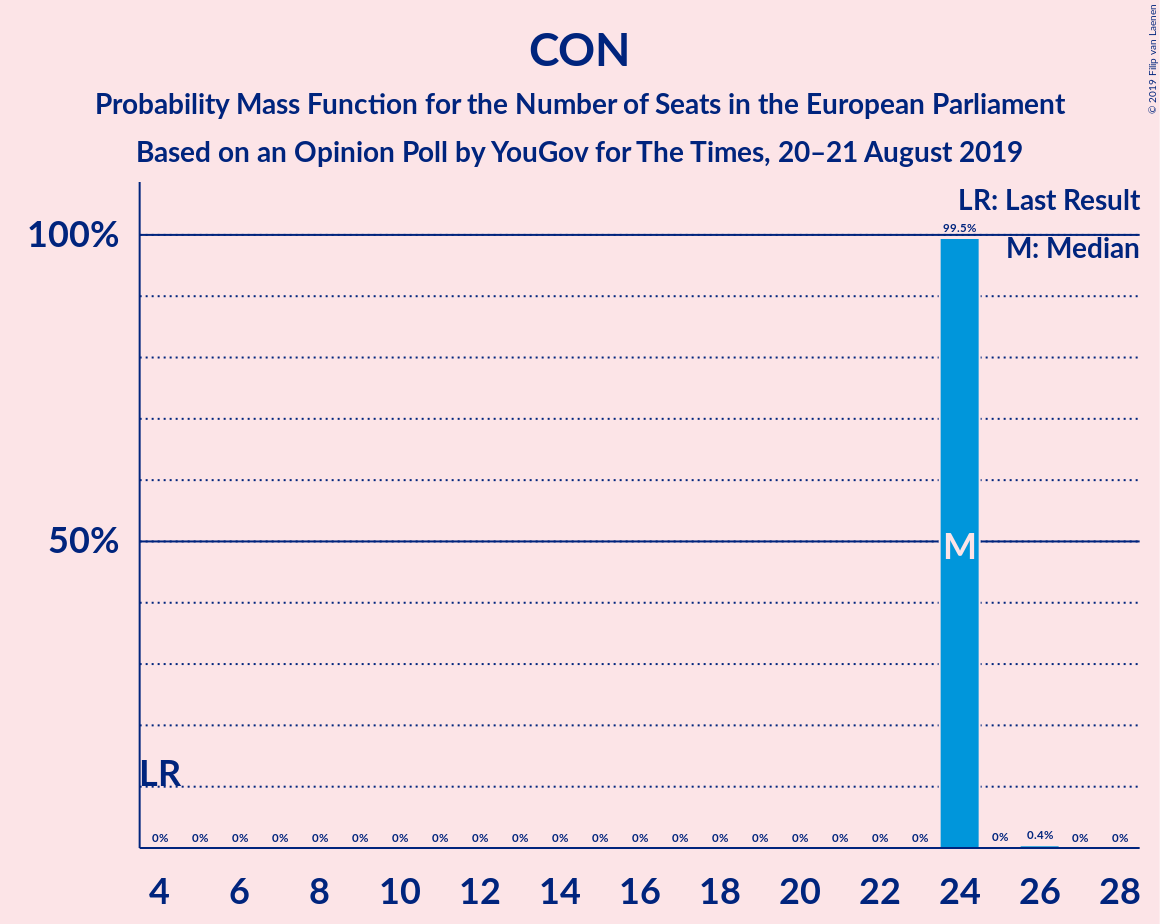 CON
Probability Mass Function for the Number of Seats in the European Parliament
Based on an Opinion Poll by YouGov for The Times, 20–21 August 2019
© 2019 Filip van Laenen
LR: Last Result
M: Median
100%
50%
99.5%
M
LR
0% 0% 0% 0% 0% 0% 0% 0% 0% 0% 0% 0% 0% 0% 0% 0% 0% 0% 0% 0% 0% 0.4% 0% 0%
4 6 8 10 12 14 16 18 20 22 24 26 28